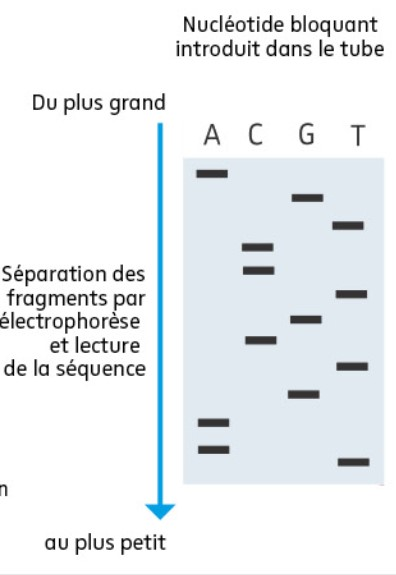 Nucléotide bloquant
introduit dans le tube
Du plus grand
A C G T
Séparation des
fragments par
électrophorèse
et lecture
de la séquence
n
au plus petit